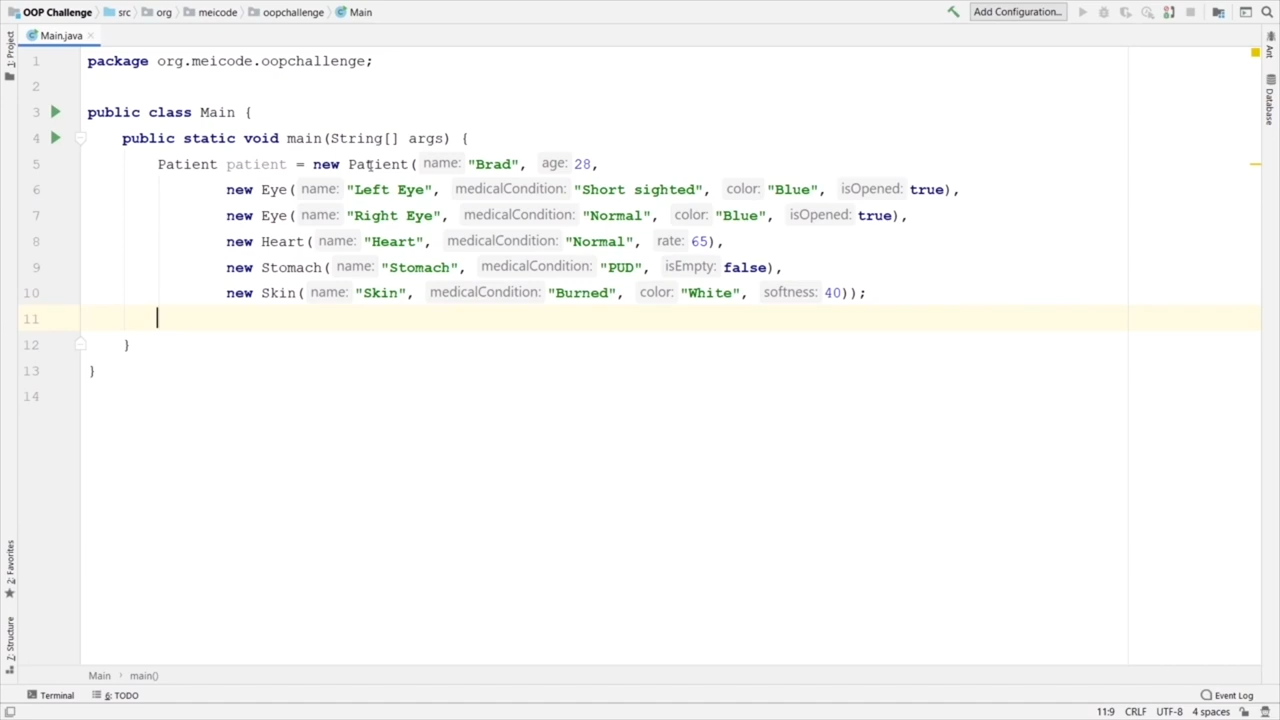 OOP Challenge > src > org > meicode > oopchallenge > Main
Add Configuration...
Main.java
1: Project
Ant
Database
1 package org.meicode.oopchallenge;
2
3 public class Main {
4 public static void main(String[] args) {
5 Patient patient = new Patient( name: "Brad", age: 28,
6 new Eye( name: "Left Eye", medicalCondition: "Short sighted", color: "Blue", isOpened: true),
7 new Eye( name: "Right Eye", medicalCondition: "Normal", color: "Blue", isOpened: true),
8 new Heart( name: "Heart", medicalCondition: "Normal", rate: 65),
9 new Stomach( name: "Stomach", medicalCondition: "PUD", isEmpty: false),
10 new Skin( name: "Skin", medicalCondition: "Burned", color: "White", softness: 40));
11
12 }
13 }
14
2: Favorites
7: Structure
Main > main()
Terminal 6: TODO Event Log
11:9 CRLF UTF-8 4 spaces